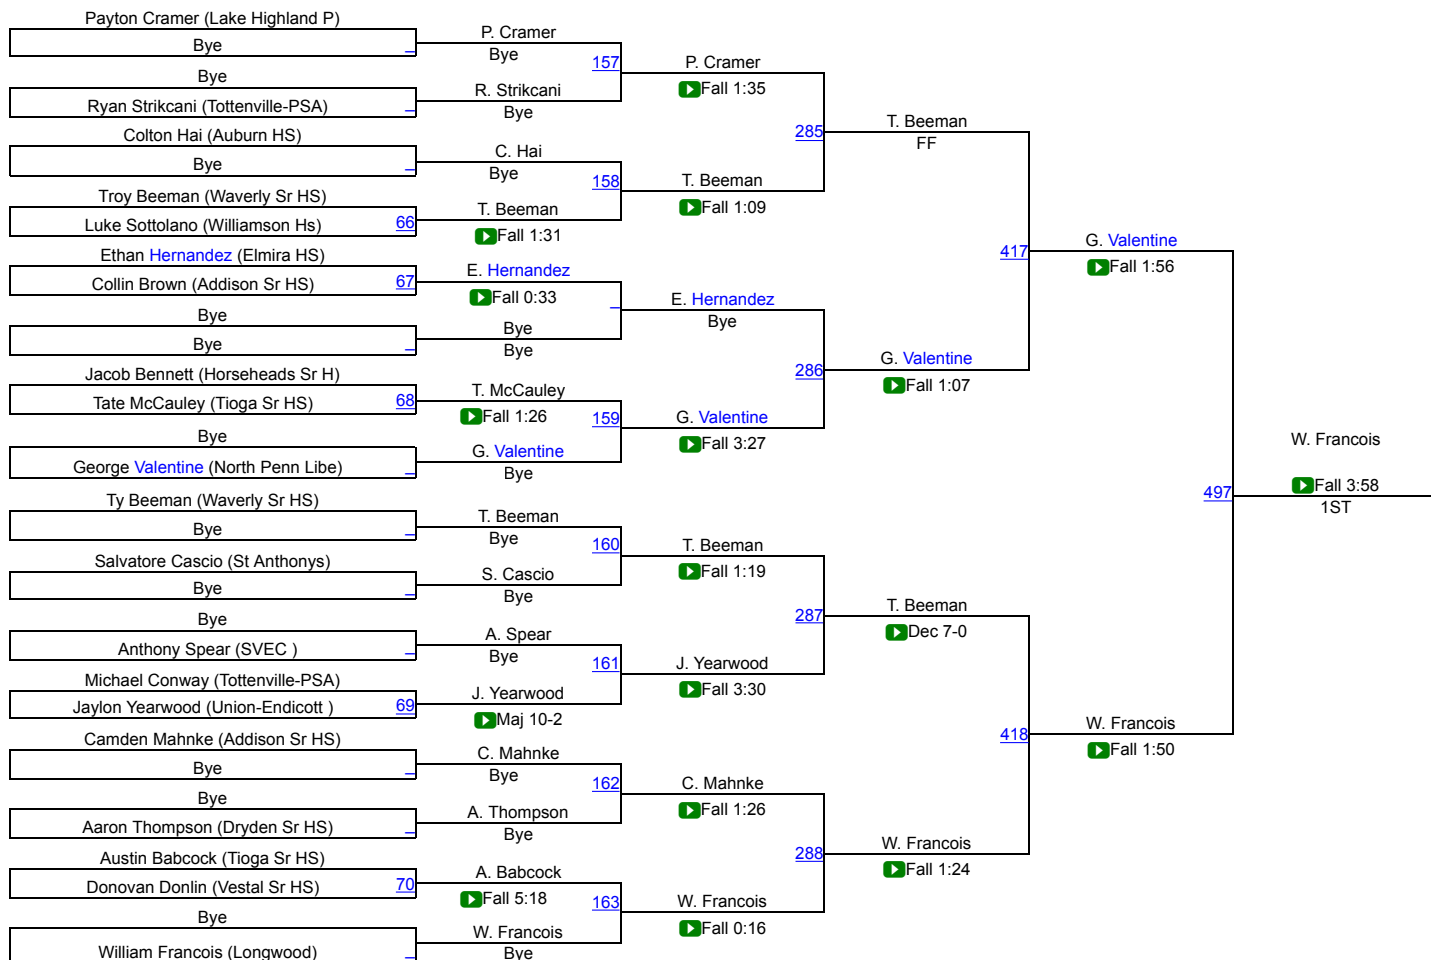 Payton Cramer (Lake Highland P)
Bye
Bye
Ryan Strikcani (Tottenville-PSA)
Colton Hai (Auburn HS)
Bye
Troy Beeman (Waverly Sr HS)
Luke Sottolano (Williamson Hs)
66
Ethan Hernandez (Elmira HS)
Collin Brown (Addison Sr HS)
67
Bye
Bye
Jacob Bennett (Horseheads Sr H)
Tate McCauley (Tioga Sr HS)
68
Bye
George Valentine (North Penn Libe)
Ty Beeman (Waverly Sr HS)
Bye
Salvatore Cascio (St Anthonys)
Bye
Bye
Anthony Spear (SVEC )
Michael Conway (Tottenville-PSA)
Jaylon Yearwood (Union-Endicott )
69
Camden Mahnke (Addison Sr HS)
Bye
Bye
Aaron Thompson (Dryden Sr HS)
Austin Babcock (Tioga Sr HS)
Donovan Donlin (Vestal Sr HS)
70
Bye
William Francois (Longwood)
P. Cramer
Bye
157
R. Strikcani
Bye
C. Hai
Bye
158
T. Beeman
Fall 1:31
E. Hernandez
Fall 0:33
Bye
Bye
T. McCauley
Fall 1:26
159
G. Valentine
Bye
T. Beeman
Bye
160
S. Cascio
Bye
A. Spear
Bye
161
J. Yearwood
Maj 10-2
C. Mahnke
Bye
162
A. Thompson
Bye
A. Babcock
Fall 5:18
163
W. Francois
Bye
P. Cramer
Fall 1:35
285
T. Beeman
Fall 1:09
E. Hernandez
Bye
286
G. Valentine
Fall 3:27
T. Beeman
Fall 1:19
287
J. Yearwood
Fall 3:30
C. Mahnke
Fall 1:26
288
W. Francois
Fall 0:16
T. Beeman
FF
417
G. Valentine
Fall 1:07
T. Beeman
Dec 7-0
418
W. Francois
Fall 1:24
G. Valentine
Fall 1:56
497
W. Francois
Fall 1:50
W. Francois
Fall 3:58
1ST